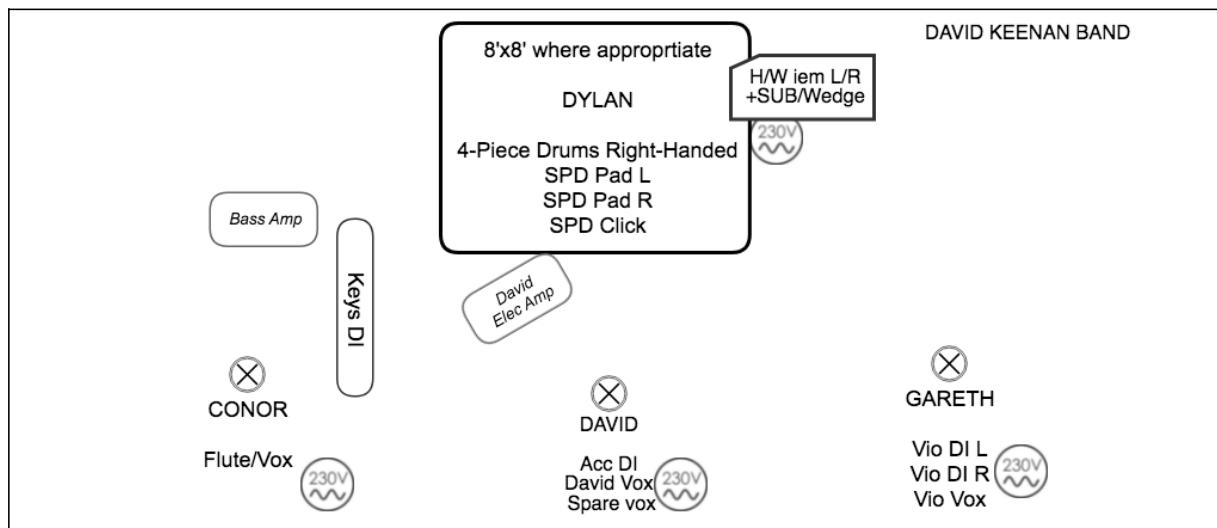 DAVID KEENAN BAND
8'x8' where approprtiate
DYLAN
4-Piece Drums Right-Handed
SPD Pad L
SPD Pad R
SPD Click
H/W iem L/R
+SUB/Wedge
230V
Bass Amp
Keys DI
David
Elec Amp
CONOR
Flute/Vox
230V
DAVID
Acc DI
David Vox
Spare vox
230V
GARETH
Vio DI L
Vio DI R
Vio Vox
230V